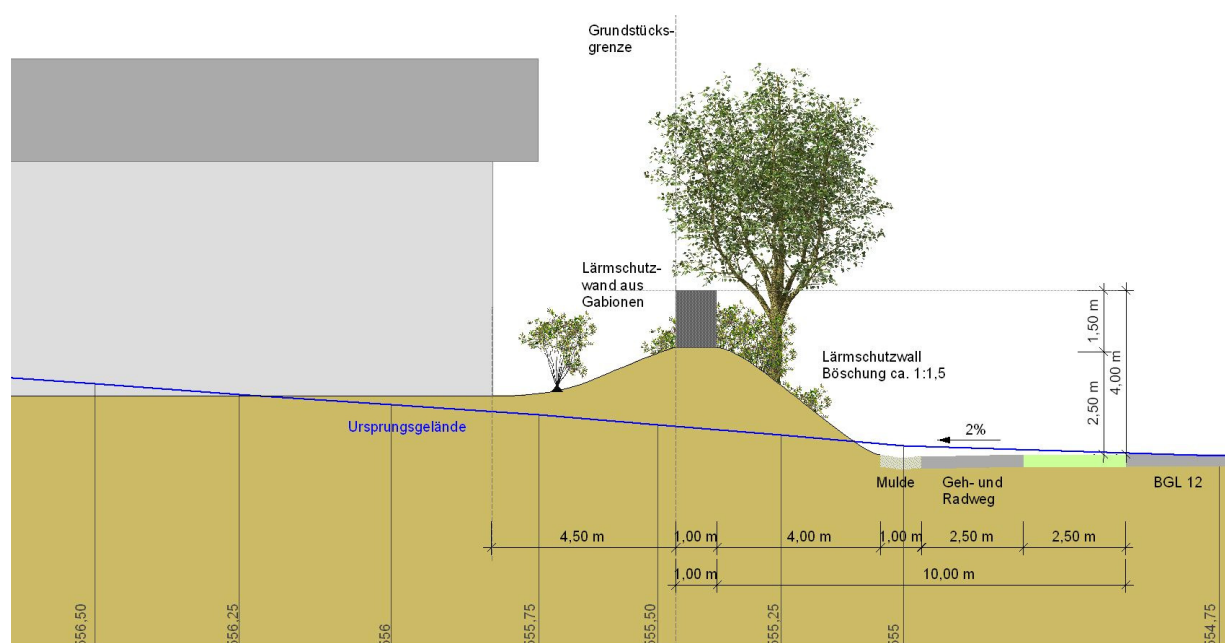 Grundstücks-
grenze
Lärmschutz-
wand aus
Gabionen
1,50 m
Lärmschutzwall
Böschung ca. 1:1,5
4,00 m
2,50 m
Ursprungsgelände
2%
Mulde
Geh- und
Radweg
BGL 12
4,50 m
1,00 m
4,00 m
1,00 m
2,50 m
2,50 m
1,00 m
10,00 m
556,50
556,25
556
555,75
555,50
555,25
555
554,75